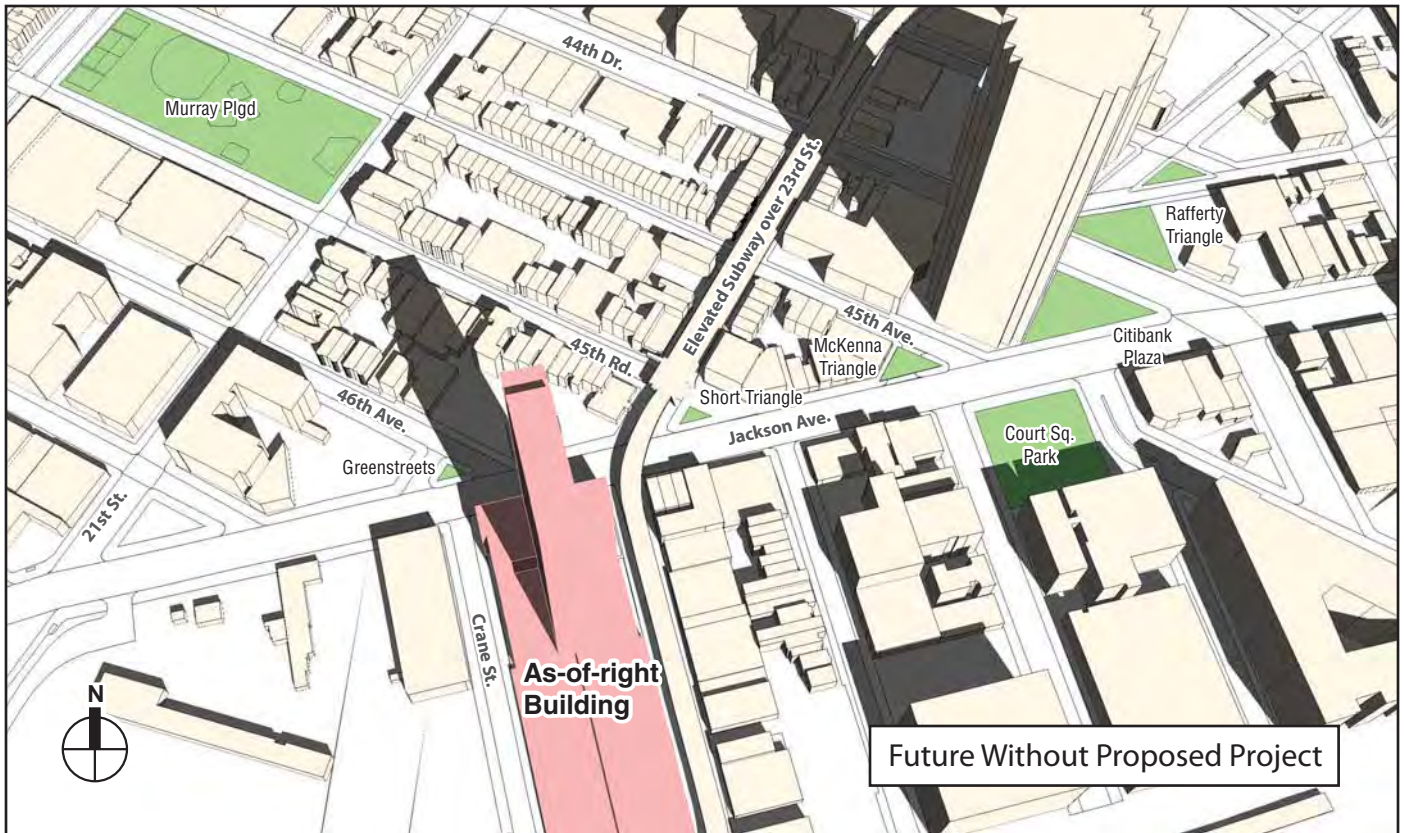 44th Dr.
Murray Plgd
Elevated Subway over 23rd St.
Rafferty
Triangle
45th Ave.
Citibank
Plaza
McKenna
Triangle
45th Rd.
Short Triangle
46th Ave.
Jackson Ave.
Court Sq.
Park
Greenstreets
21st St.
Crane St.
As-of-right
Building
N
Future Without Proposed Project